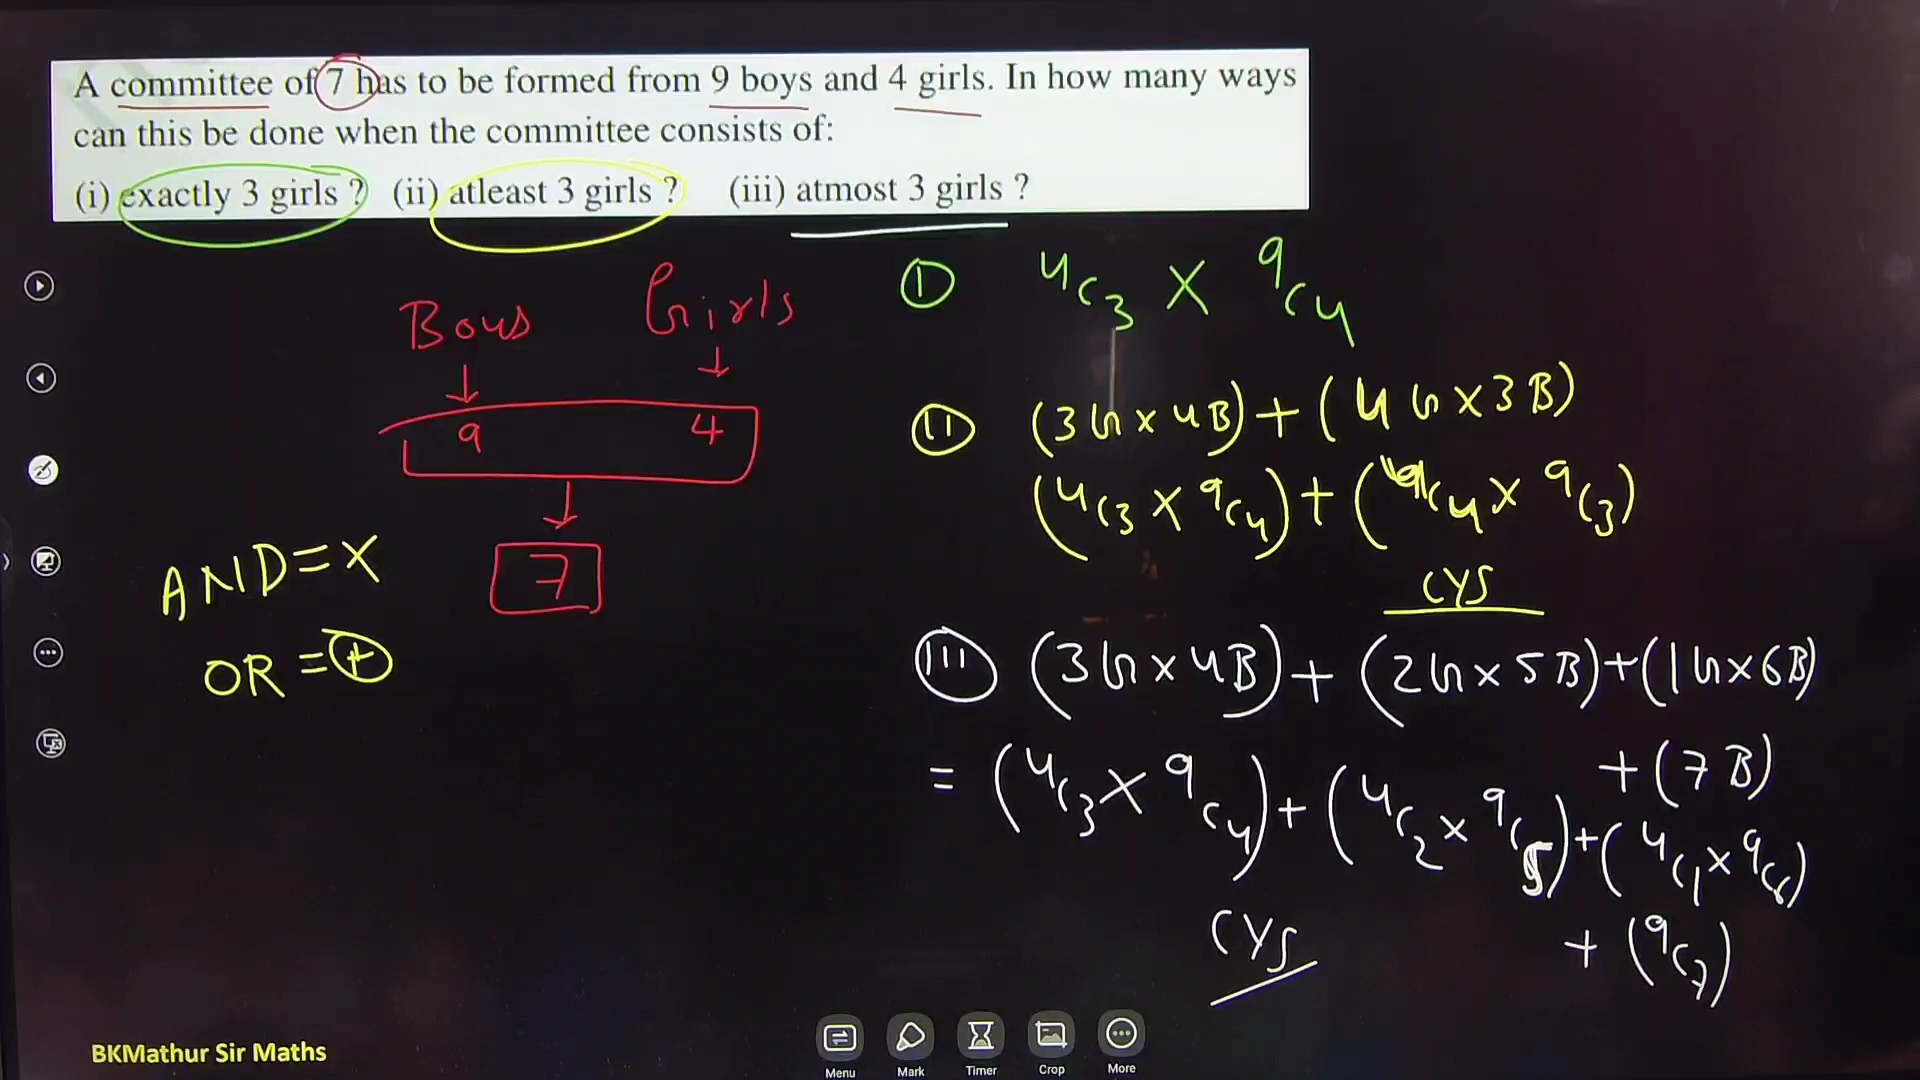 A committee of 7 has to be formed from 9 boys and 4 girls. In how many ways
can this be done when the committee consists of:
(i) exactly 3 girls ? (ii) atleast 3 girls ? (iii) atmost 3 girls ?
Boys Girls
9 4
7
AND = X
OR = +
(I) 4C3 X 9C4
(II) (3G x 4B) + (4G x 3B)
(4C3 X 9C4) + (4C4 X 9C3)
CYS
(III) (3G x 4B) + (2G x 5B) + (1G x 6B)
+ (7B)
= (4C3 X 9C4) + (4C2 x 9C5) + (4C1 x 9C6)
+ (9C7)
CYS
BKMathur Sir Maths
Menu Mark Timer Crop More